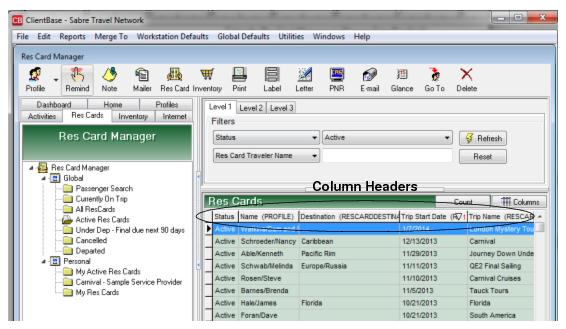 CB ClientBase - Sabre Travel Network
File Edit Reports Merge To Workstation Defaults Global Defaults Utilities Windows Help
Res Card Manager
Profile Remind Note Mailer Res Card Inventory Print Label Letter PNR E-mail Glance Go To Delete
Dashboard Home Profiles
Activities Res Cards Inventory Internet
Res Card Manager
Res Card Manager
Global
Passenger Search
Currently On Trip
All ResCards
Active Res Cards
Under Dep - Final due next 90 days
Cancelled
Departed
Personal
My Active Res Cards
Carnival - Sample Service Provider
My Res Cards
Level 1 Level 2 Level 3
Filters
Status Active Refresh
Res Card Traveler Name Reset
Column Headers
Res Cards Count Columns
Status Name (PROFILE) Destination (RESCARDDESTINA Trip Start Date Trip Name (RESCAR
Active 1/7/2014 London Mystery Tou
Active Schroeder/Nancy Caribbean 12/13/2013 Carnival
Active Able/Kenneth Pacific Rim 11/29/2013 Journey Down Unde
Active Schwab/Melinda Europe/Russia 11/11/2013 QE2 Final Sailing
Active Rosen/Steve 11/10/2013 Carnival Cruises
Active Barnes/Brenda 11/5/2013 Tauck Tours
Active Hale/James Florida 10/21/2013 Florida
Active Foran/Dave 10/21/2013 South America